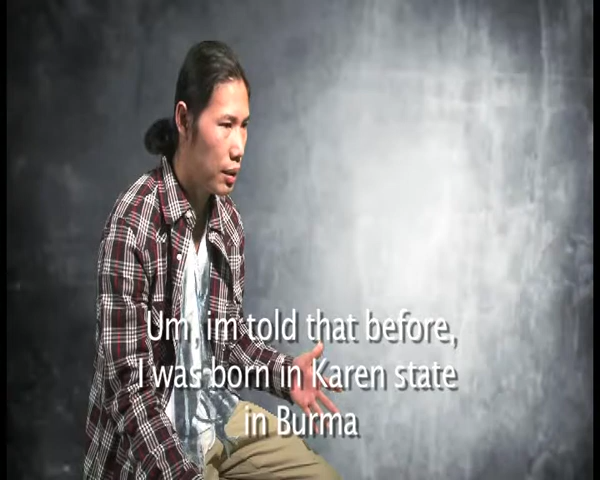 Um, im told that before,
I was born in Karen state
in Burma